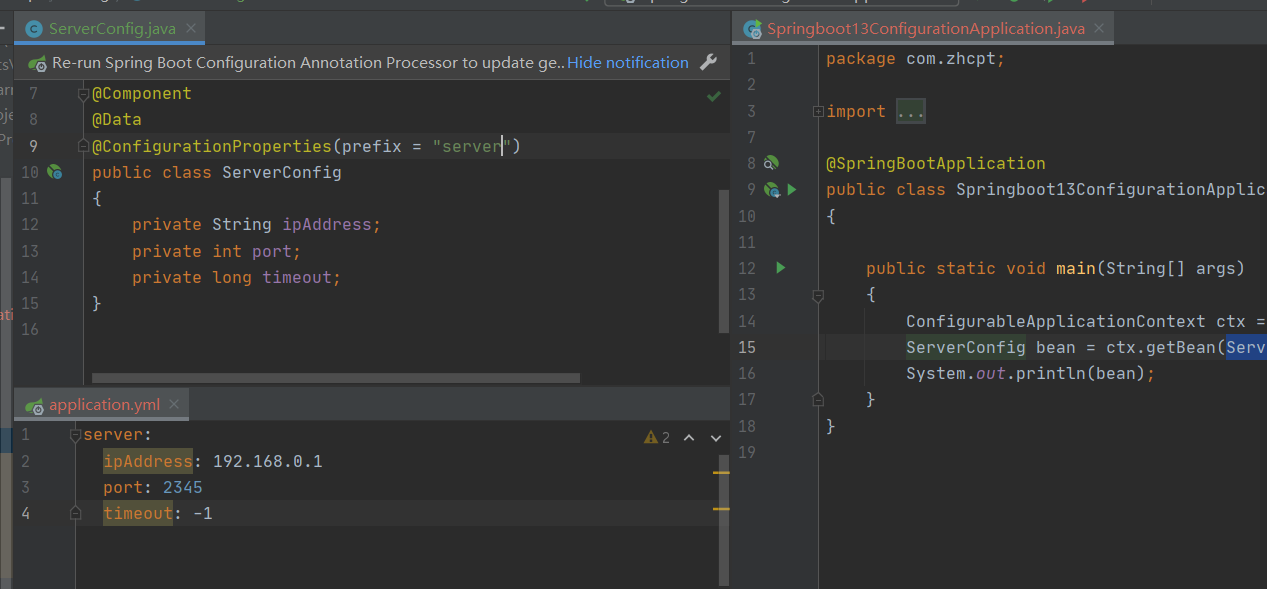 ServerConfig.java
Re-run Spring Boot Configuration Annotation Processor to update ge.. Hide notification
7 @Component
8 @Data
9 @ConfigurationProperties(prefix = "server")
10 public class ServerConfig
11 {
12 private String ipAddress;
13 private int port;
14 private long timeout;
15 }
16
application.yml
1 server:
2 ipAddress: 192.168.0.1
3 port: 2345
4 timeout: -1
2
Springboot13ConfigurationApplication.java
1 package com.zhcpt;
2
3 import ...
7
8 @SpringBootApplication
9 public class Springboot13ConfigurationApplic
10 {
11
12 public static void main(String[] args)
13 {
14 ConfigurableApplicationContext ctx =
15 ServerConfig bean = ctx.getBean(Serv
16 System.out.println(bean);
17 }
18 }
19